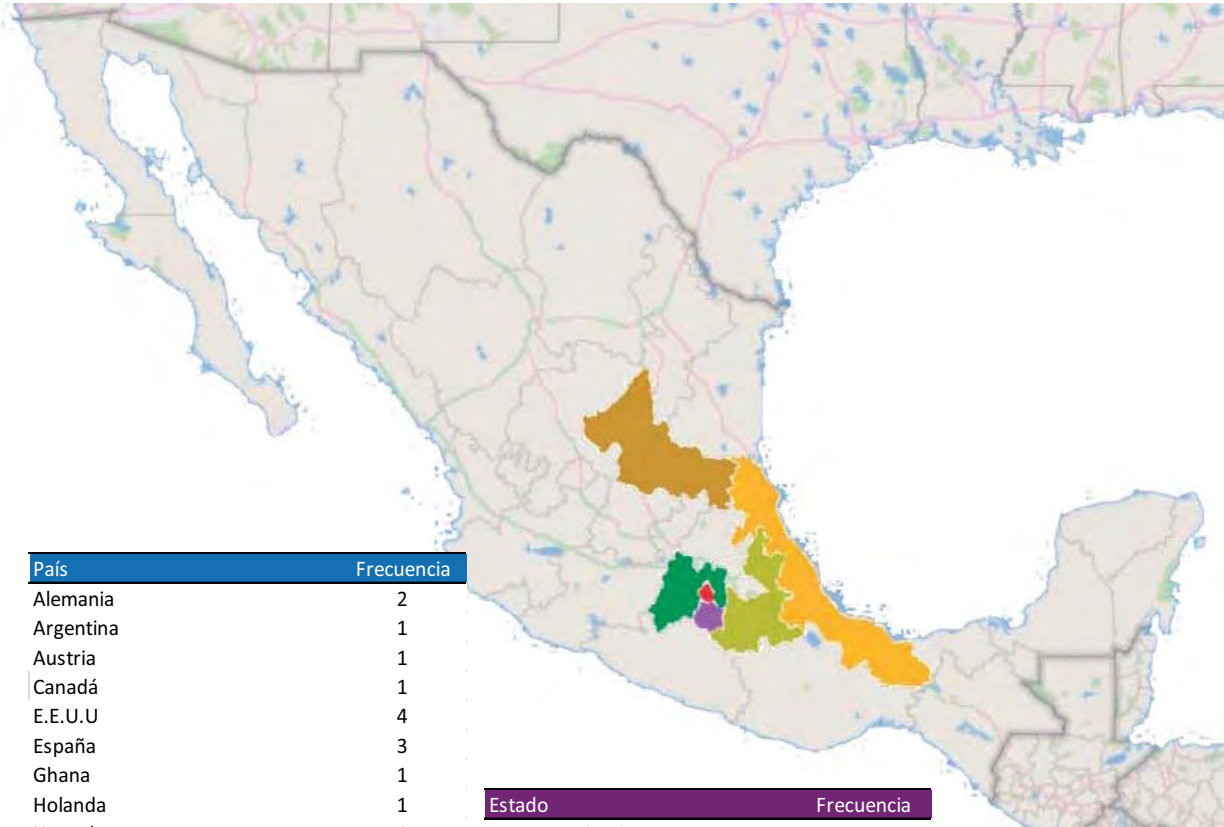 País Frecuencia
Alemania 2
Argentina 1
Austria 1
Canadá 1
E.E.U.U 4
España 3
Ghana 1
Holanda 1
Estado Frecuencia